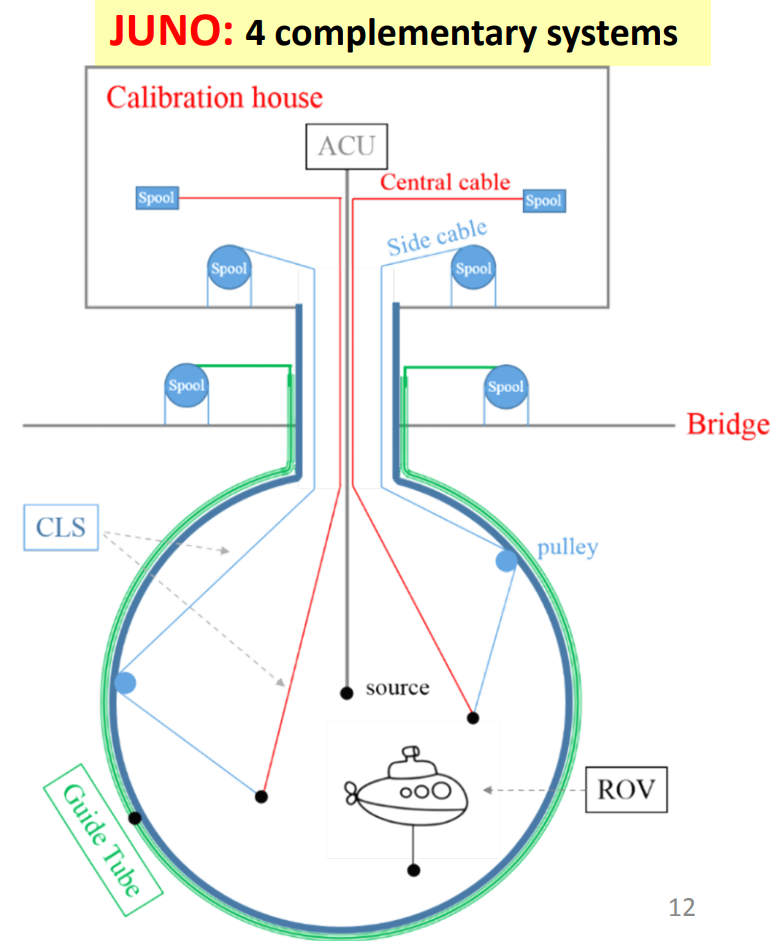 JUNO: 4 complementary systems
Calibration house
ACU
Central cable
Spool
Spool
Side cable
Spool
Spool
Spool
Spool
Bridge
CLS
pulley
source
ROV
Guide Tube
12